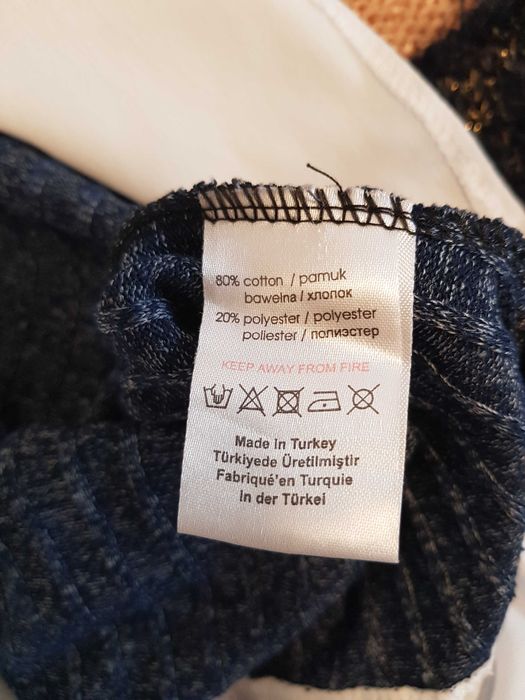 80% cotton / pamuk
bawełna / хлопок
20% polyester / polyester
poliester / полиэстер
KEEP AWAY FROM FIRE
Made in Turkey
Türkiyede Üretilmiştir
Fabriqué'en Turquie
In der Türkei